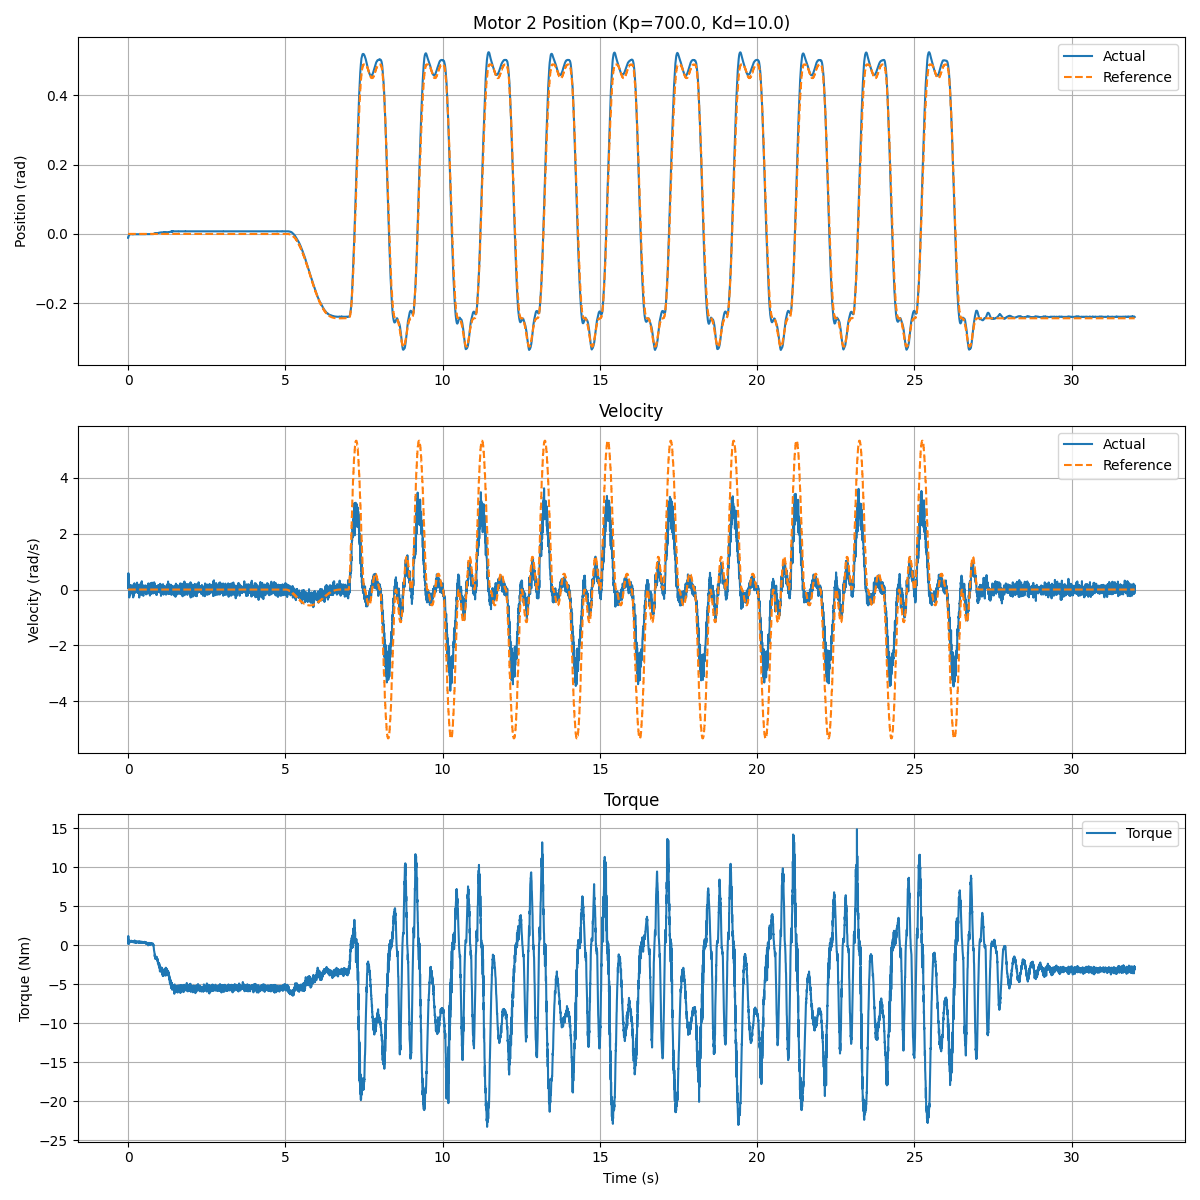 Motor 2 Position (Kp=700.0, Kd=10.0)
Position (rad)
0.4
0.2
0.0
−0.2
0 5 10 15 20 25 30
Actual
Reference
Velocity
Velocity (rad/s)
4
2
0
−2
−4
0 5 10 15 20 25 30
Actual
Reference
Torque
Torque (Nm)
15
10
5
0
−5
−10
−15
−20
−25
0 5 10 15 20 25 30
Torque
Time (s)